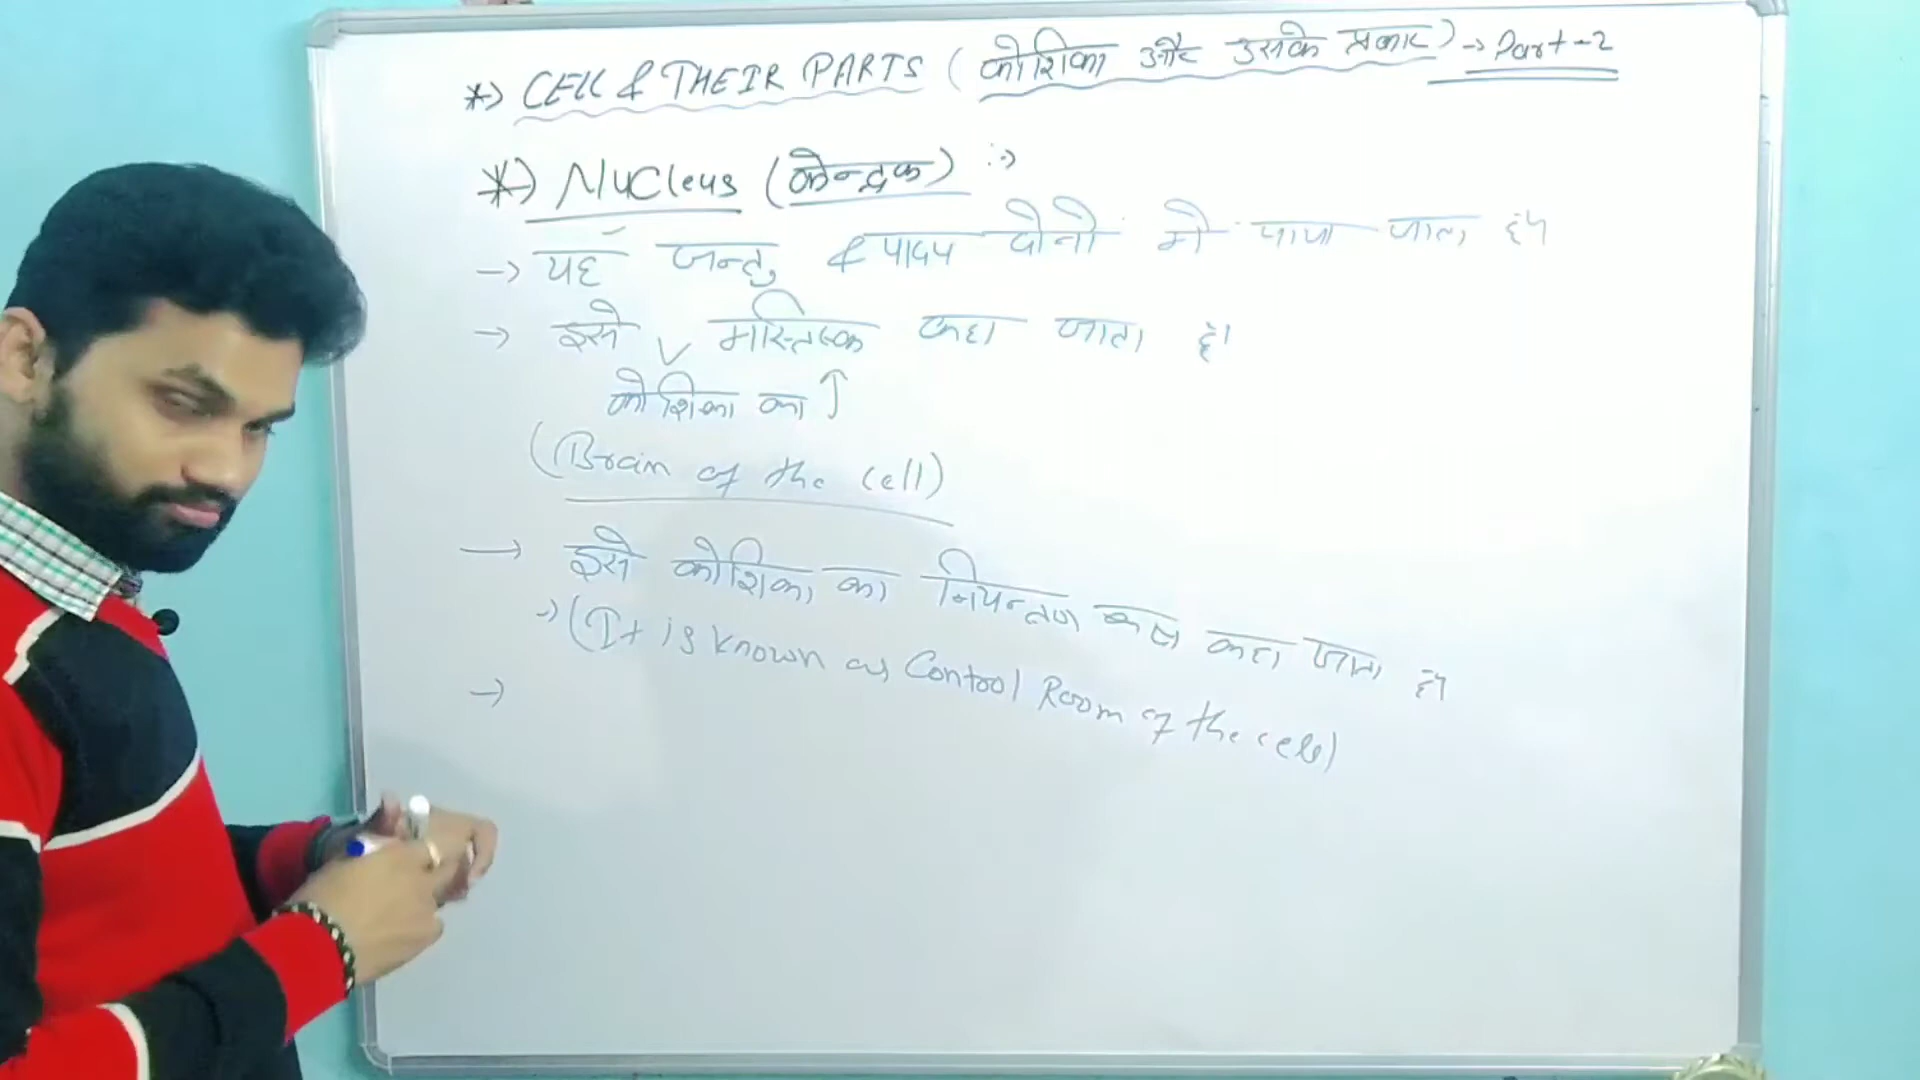 *→ CELL & THEIR PARTS (कोशिका और उसके प्रकार) → Part-2
*→ Nucleus (केन्द्रक) :→
→ यह जन्तु & पादप दोनो मे पाया जाता है।
→ इसे ∨ मस्तिष्क कहा जाता है।
कोशिका का ↑
(Brain of the cell)
→ इसे कोशिका का नियन्त्रण कक्ष कहा जाता है।
→ (It is known as Control Room of the cell)
→